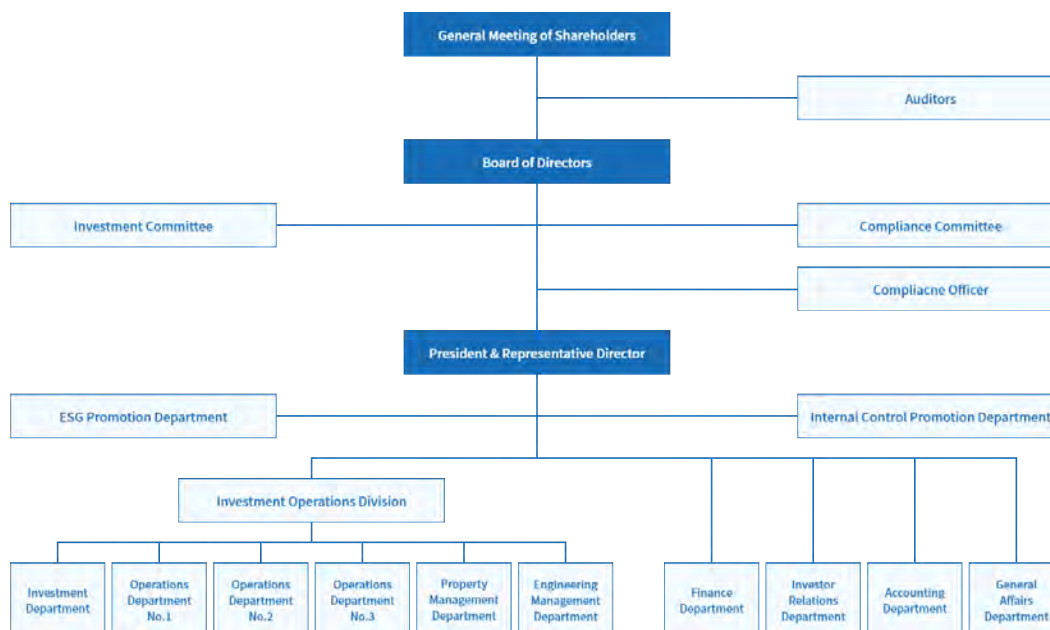 General Meeting of Shareholders
Auditors
Board of Directors
Investment Committee
Compliance Committee
Compliacne Officer
President & Representative Director
ESG Promotion Department
Internal Control Promotion Department
Investment Operations Division
Investment
Department
Operations
Department
No.1
Operations
Department
No.2
Operations
Department
No.3
Property
Management
Department
Engineering
Management
Department
Finance
Department
Investor
Relations
Department
Accounting
Department
General
Affairs
Department